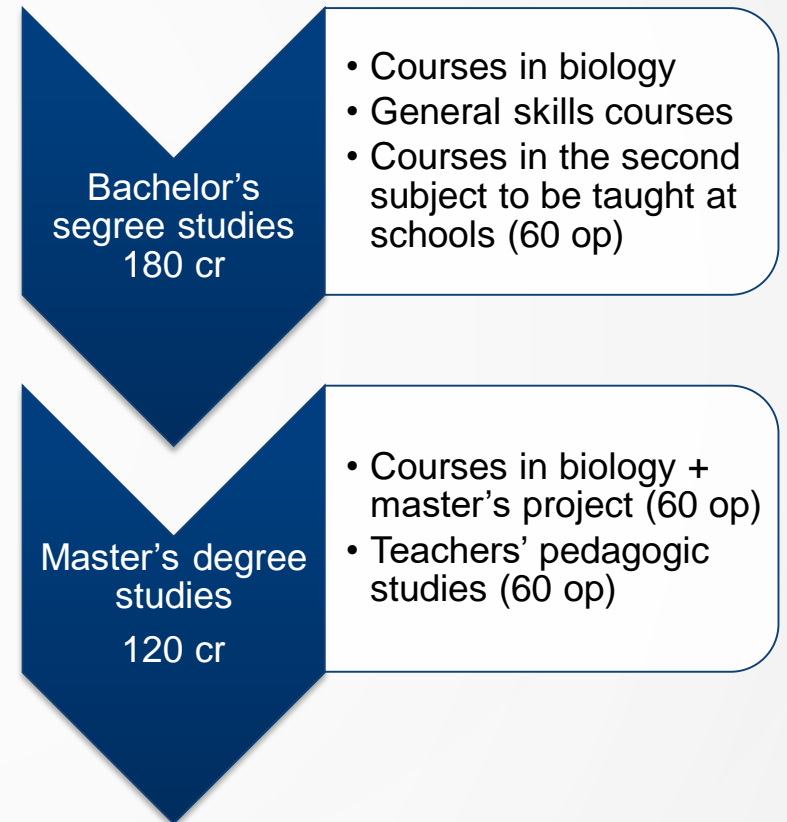 Bachelor's
segree studies
180 cr
• Courses in biology
• General skills courses
• Courses in the second
subject to be taught at
schools (60 op)
Master's degree
studies
120 cr
• Courses in biology +
master's project (60 op)
• Teachers' pedagogic
studies (60 op)